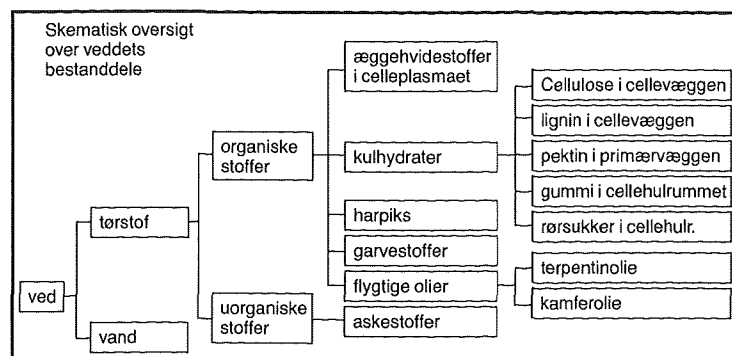 Skematisk oversigt
over veddets
bestanddele
ved
tørstof
vand
organiske
stoffer
uorganiske
stoffer
æggehvidestoffer
i celleplasmaet
kulhydrater
harpiks
garvestoffer
flygtige olier
askestoffer
Cellulose i cellevæggen
lignin i cellevæggen
pektin i primærvæggen
gummi i cellehulrummet
rørsukker i cellehulr.
terpentinolie
kamferolie